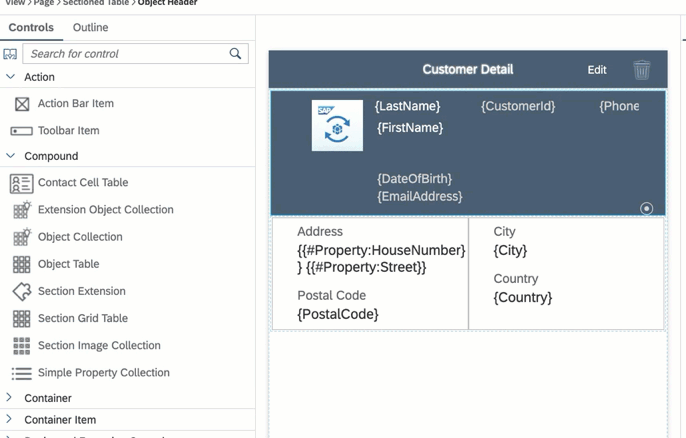 View > Page > Sectioned Table > Object Header
Controls
Outline
Search for control
Action
Action Bar Item
Toolbar Item
Compound
Contact Cell Table
Extension Object Collection
Object Collection
Object Table
Section Extension
Section Grid Table
Section Image Collection
Simple Property Collection
Container
Container Item
Customer Detail
Edit
SAP
{LastName}
{CustomerId}
{Phone
{FirstName}
{DateOfBirth}
{EmailAddress}
Address
{{#Property:HouseNumber}
} {{#Property:Street}}
Postal Code
{PostalCode}
City
{City}
Country
{Country}